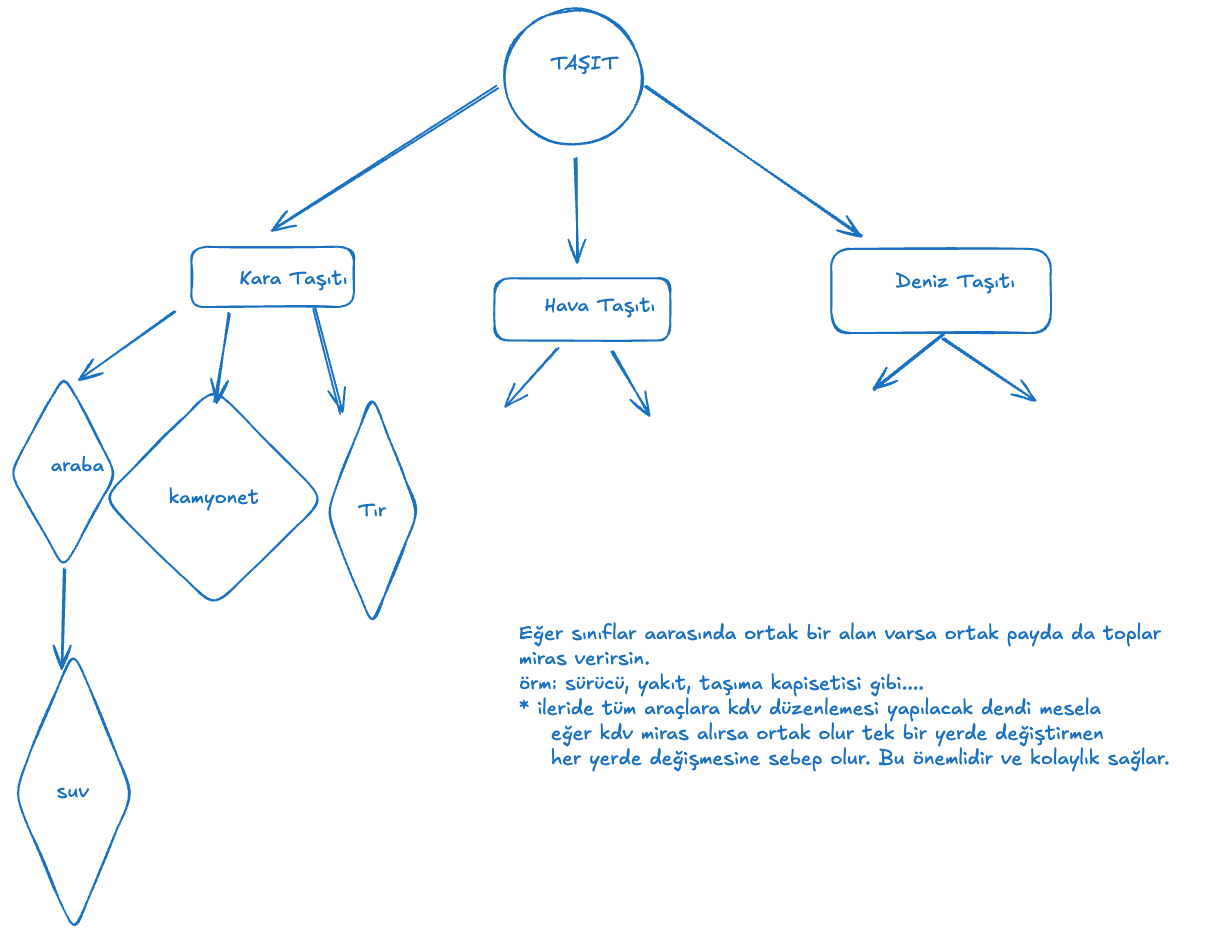 TAŞIT
Kara Taşıtı
Hava Taşıtı
Deniz Taşıtı
araba
kamyonet
Tır
suv
Eğer sınıflar aarasında ortak bir alan varsa ortak payda da toplar
miras verirsin.
örm: sürücü, yakıt, taşıma kapisetisi gibi....
* ileride tüm araçlara kdv düzenlemesi yapılacak dendi mesela
eğer kdv miras alırsa ortak olur tek bir yerde değiştirmen
her yerde değişmesine sebep olur. Bu önemlidir ve kolaylık sağlar.